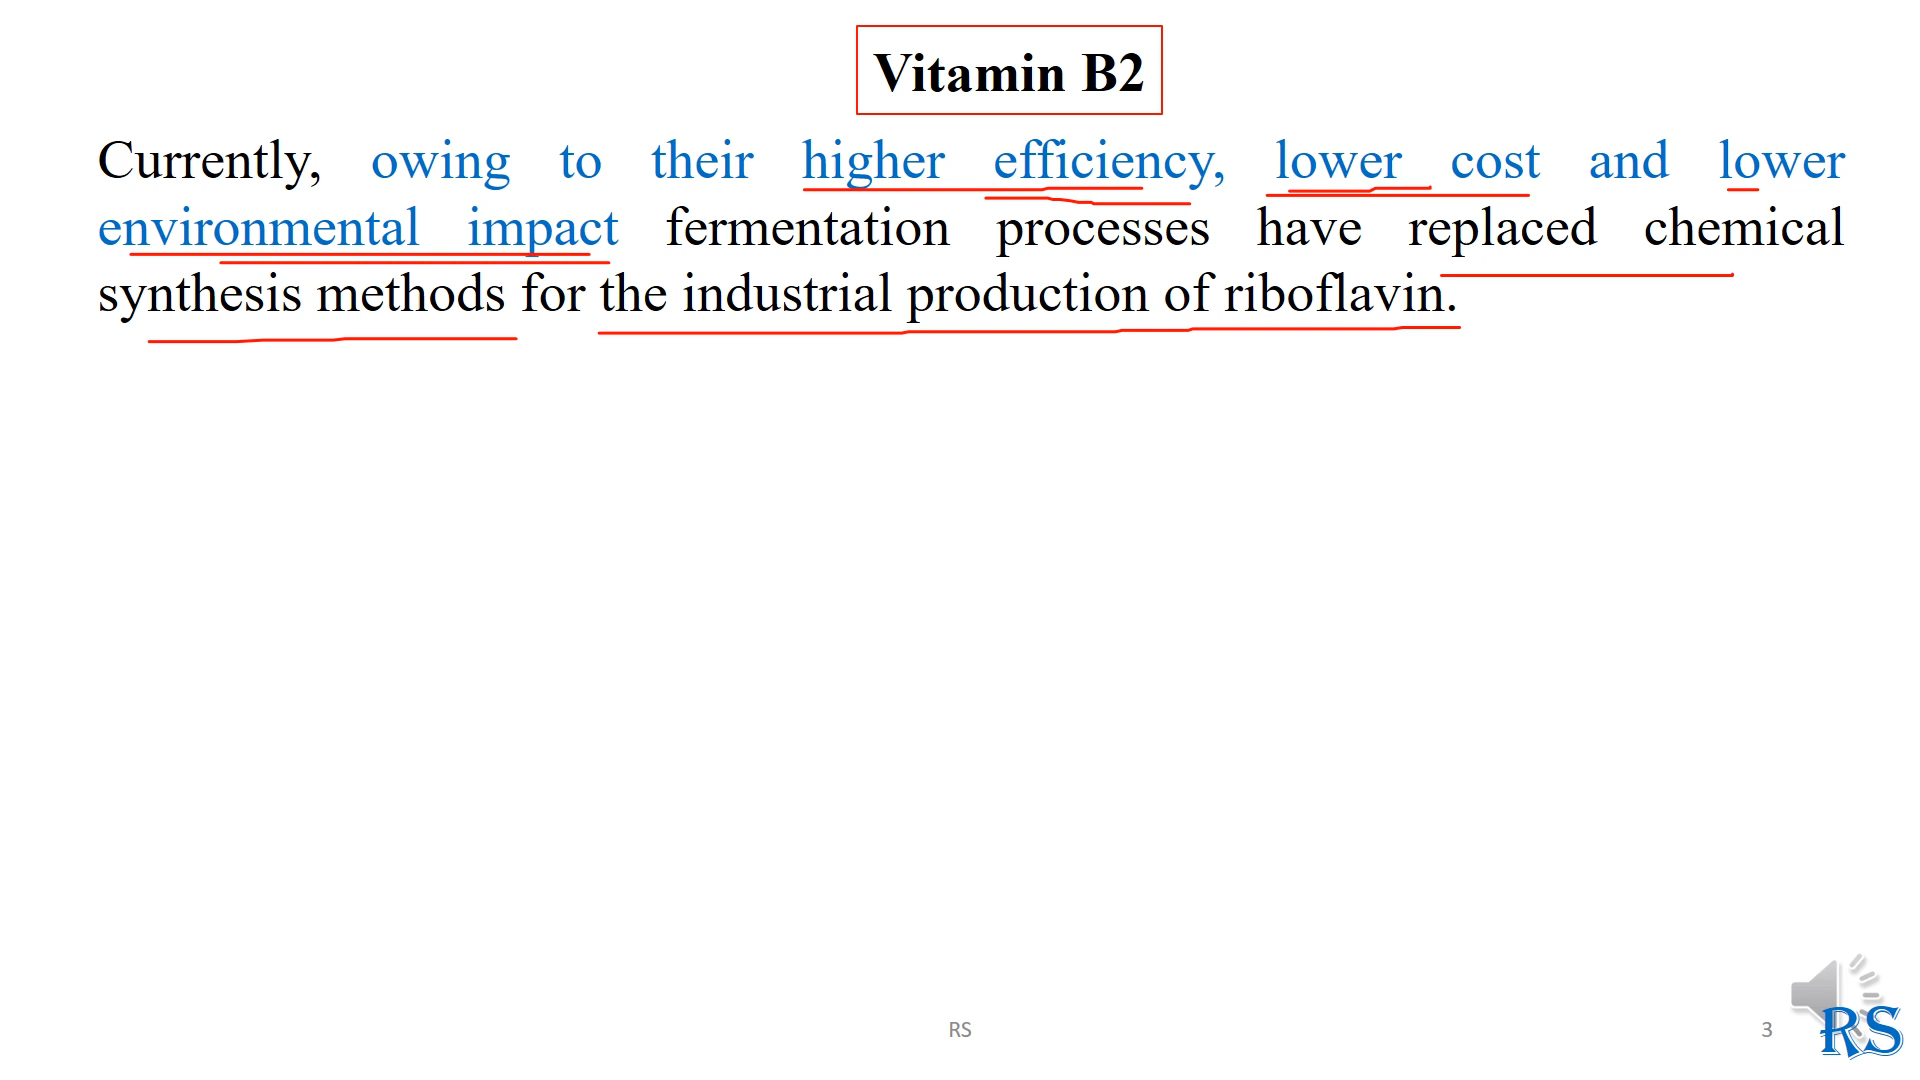 Vitamin B2
Currently, owing to their higher efficiency, lower cost and lower
environmental impact fermentation processes have replaced chemical
synthesis methods for the industrial production of riboflavin.
RS
3
RS